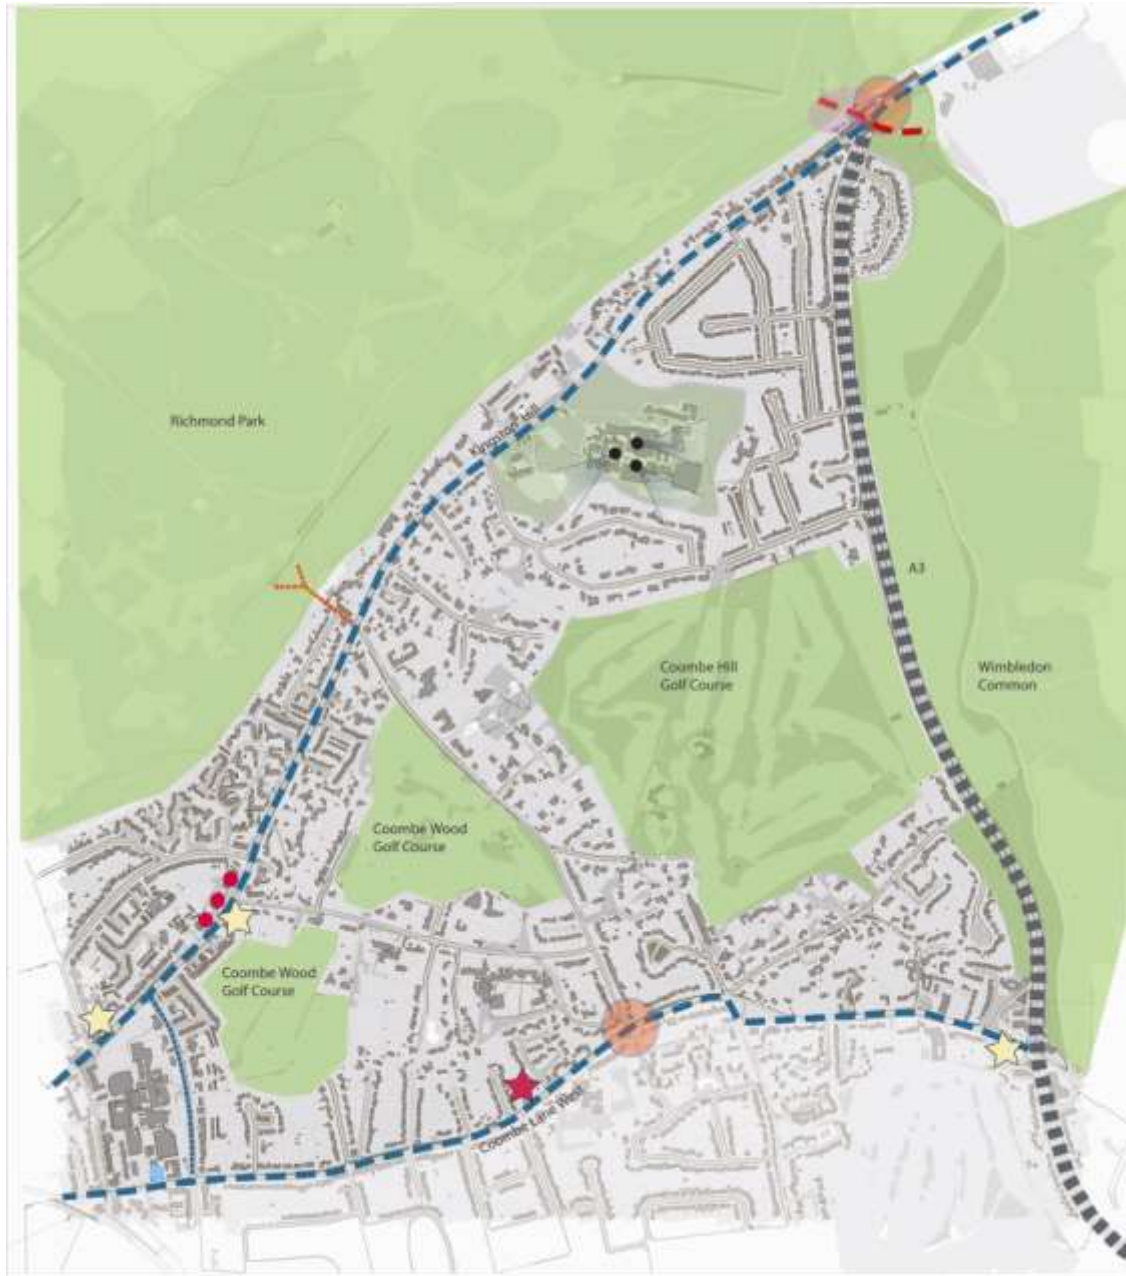 Richmond Park
Kingston Hill
A3
Coombe Hill
Golf Course
Wimbledon
Common
Coombe Wood
Golf Course
Coombe Wood
Golf Course
Coombe Lane West